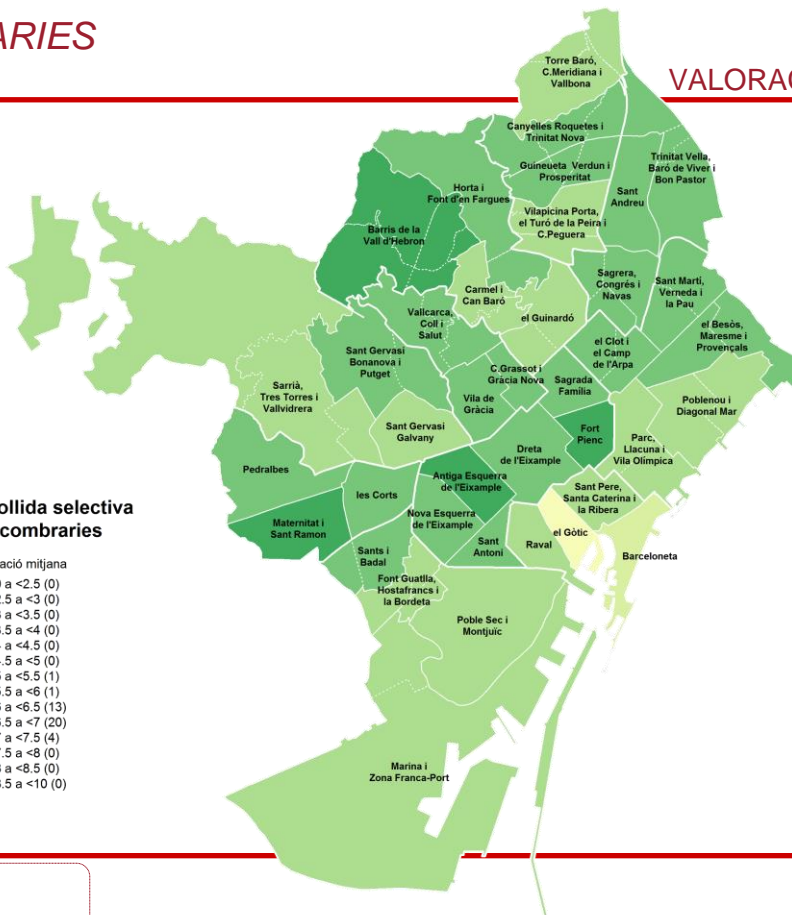 ARIES
VALORAC
Torre Baró,
C.Meridiana i
Vallbona
Canyelles Roquetes i
Trinitat Nova
Guineueta Verdun i
Prosperitat
Trinitat Vella,
Baró de Viver i
Bon Pastor
Horta i
Font d'en Fargues
Sant
Andreu
Vilapicina Porta,
el Turó de la Peira i
C.Peguera
Barris de la
Vall d'Hebron
Carmel i
Can Baró
Sagrera,
Congrés i
Navas
Sant Martí,
Verneda i
la Pau
Vallcarca,
Coll i
Salut
el Guinardó
el Besòs,
Maresme i
Provençals
el Clot i
el Camp
de l'Arpa
Sant Gervasi
Bonanova i
Putget
C.Grassot i
Gràcia Nova
Sagrada
Família
Sarrià,
Tres Torres i
Vallvidrera
Vila de
Gràcia
Poblenou i
Diagonal Mar
Sant Gervasi
Galvany
Fort
Pienc
Parc,
Llacuna i
Vila Olímpica
Dreta
de l'Eixample
Pedralbes
Antiga Esquerra
de l'Eixample
les Corts
Sant Pere,
Santa Caterina i
la Ribera
Nova Esquerra
de l'Eixample
Maternitat i
Sant Ramon
el Gòtic
Raval
Sant
Antoni
Barceloneta
Sants i
Badal
Font Guatlla,
Hostafrancs i
la Bordeta
Poble Sec i
Montjuïc
Marina i
Zona Franca-Port
ollida selectiva
combraries
ació mitjana
a <2.5 (0)
2.5 a <3 (0)
a <3.5 (0)
.5 a <4 (0)
a <4.5 (0)
.5 a <5 (0)
a <5.5 (1)
.5 a <6 (1)
a <6.5 (13)
.5 a <7 (20)
a <7.5 (4)
.5 a <8 (0)
a <8.5 (0)
.5 a <10 (0)